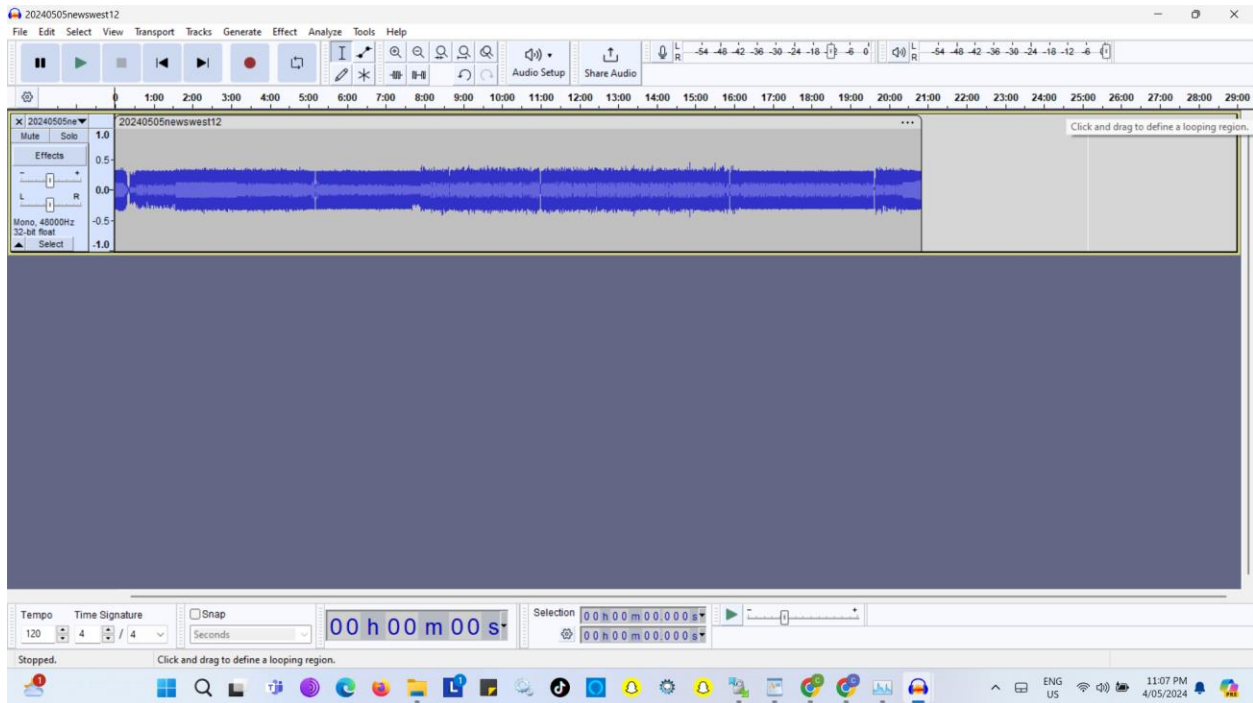 20240505newswest12
File Edit Select View Transport Tracks Generate Effect Analyze Tools Help
Audio Setup
Share Audio
L
R
-54 -48 -42 -36 -30 -24 -18 -6 0
L
R
-54 -48 -42 -36 -30 -24 -18 -12 -6
0 1:00 2:00 3:00 4:00 5:00 6:00 7:00 8:00 9:00 10:00 11:00 12:00 13:00 14:00 15:00 16:00 17:00 18:00 19:00 20:00 21:00 22:00 23:00 24:00 25:00 26:00 27:00 28:00 29:00
Click and drag to define a looping region.
20240505ne
Mute Solo
Effects
- +
L R
Mono, 48000Hz
32-bit float
Select
1.0
0.5
0.0
-0.5
-1.0
20240505newswest12
...
Tempo
120
Time Signature
4 / 4
Snap
Seconds
00 h 00 m 00 s
Selection
00 h 00 m 00.000 s
00 h 00 m 00.000 s
- +
Stopped.
Click and drag to define a looping region.
ENG
US
11:07 PM
4/05/2024